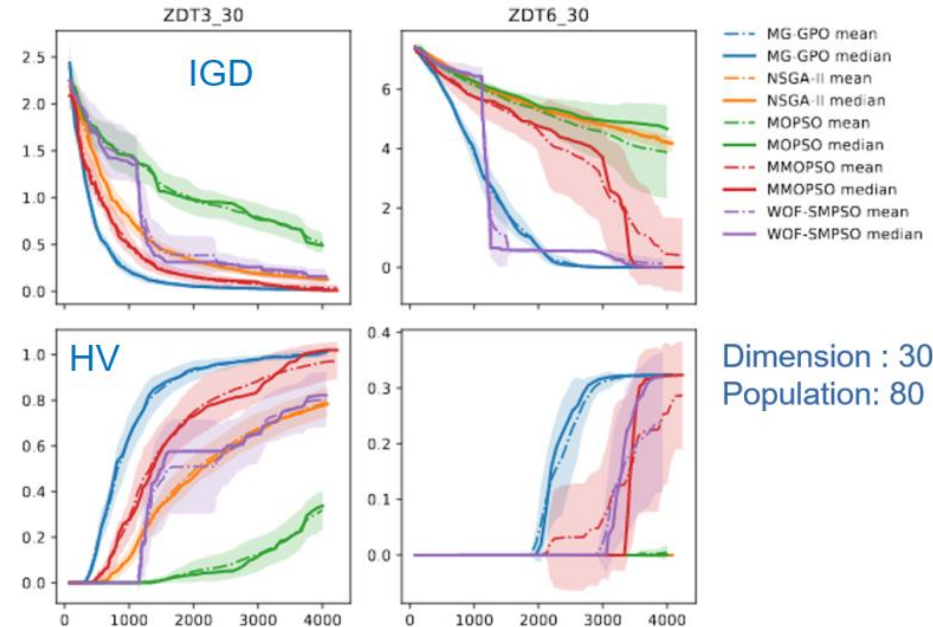 ZDT3_30
ZDT6_30
IGD
2.5
2.0
1.5
1.0
0.5
0.0
6
4
2
0
MG-GPO mean
MG-GPO median
NSGA-II mean
NSGA-II median
MOPSO mean
MOPSO median
MMOPSO mean
MMOPSO median
WOF-SMPSO mean
WOF-SMPSO median
HV
1.0
0.8
0.6
0.4
0.2
0.0
0 1000 2000 3000 4000
0.4
0.3
0.2
0.1
0.0
0 1000 2000 3000 4000
Dimension : 30
Population: 80